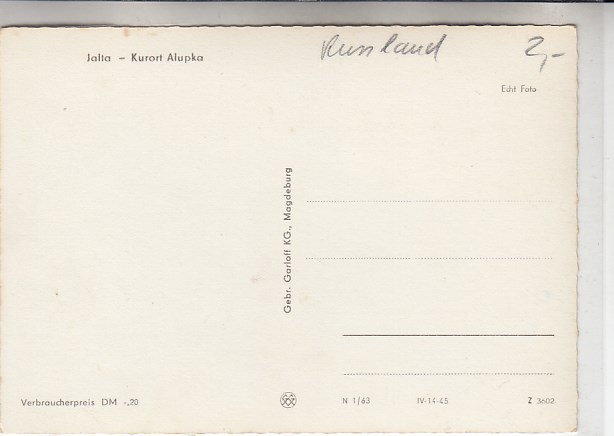 Jalta – Kurort Alupka
Russland 2,-
Echt Foto
Gebr. Garloff KG., Magdeburg
Verbraucherpreis DM -,20
N 1/63 IV-14-45 Z 3602